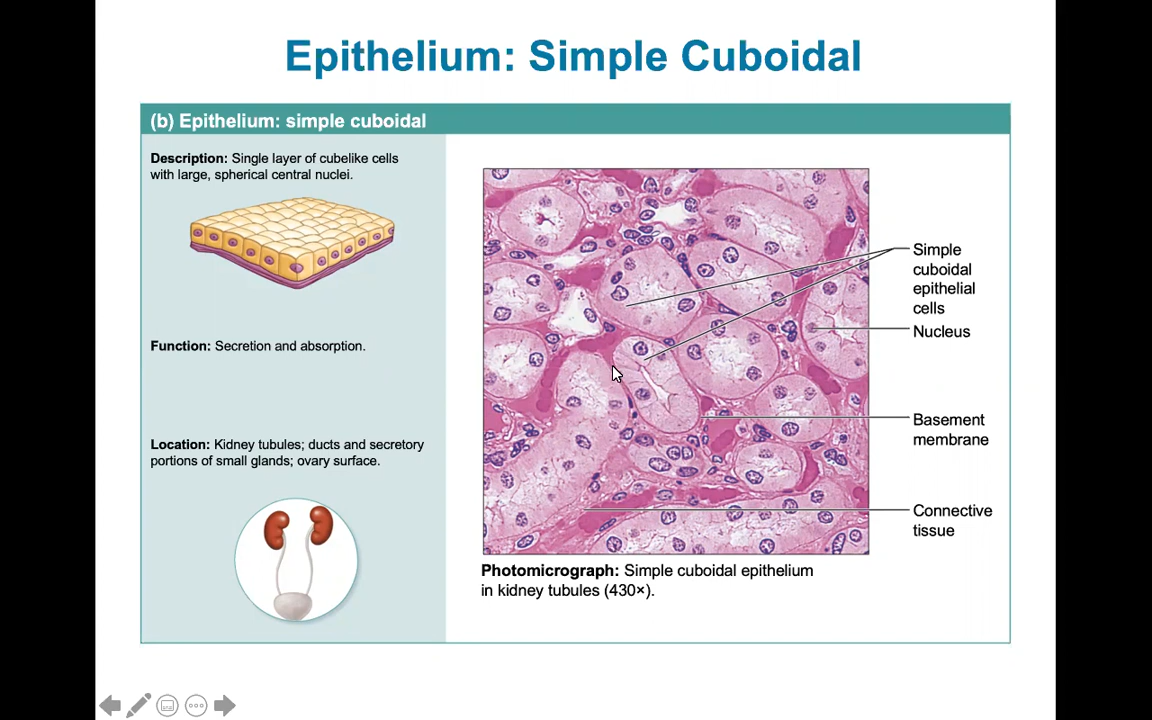 Epithelium: Simple Cuboidal
(b) Epithelium: simple cuboidal
Description: Single layer of cubelike cells
with large, spherical central nuclei.
Function: Secretion and absorption.
Location: Kidney tubules; ducts and secretory
portions of small glands; ovary surface.
Simple
cuboidal
epithelial
cells
Nucleus
Basement
membrane
Connective
tissue
Photomicrograph: Simple cuboidal epithelium
in kidney tubules (430×).